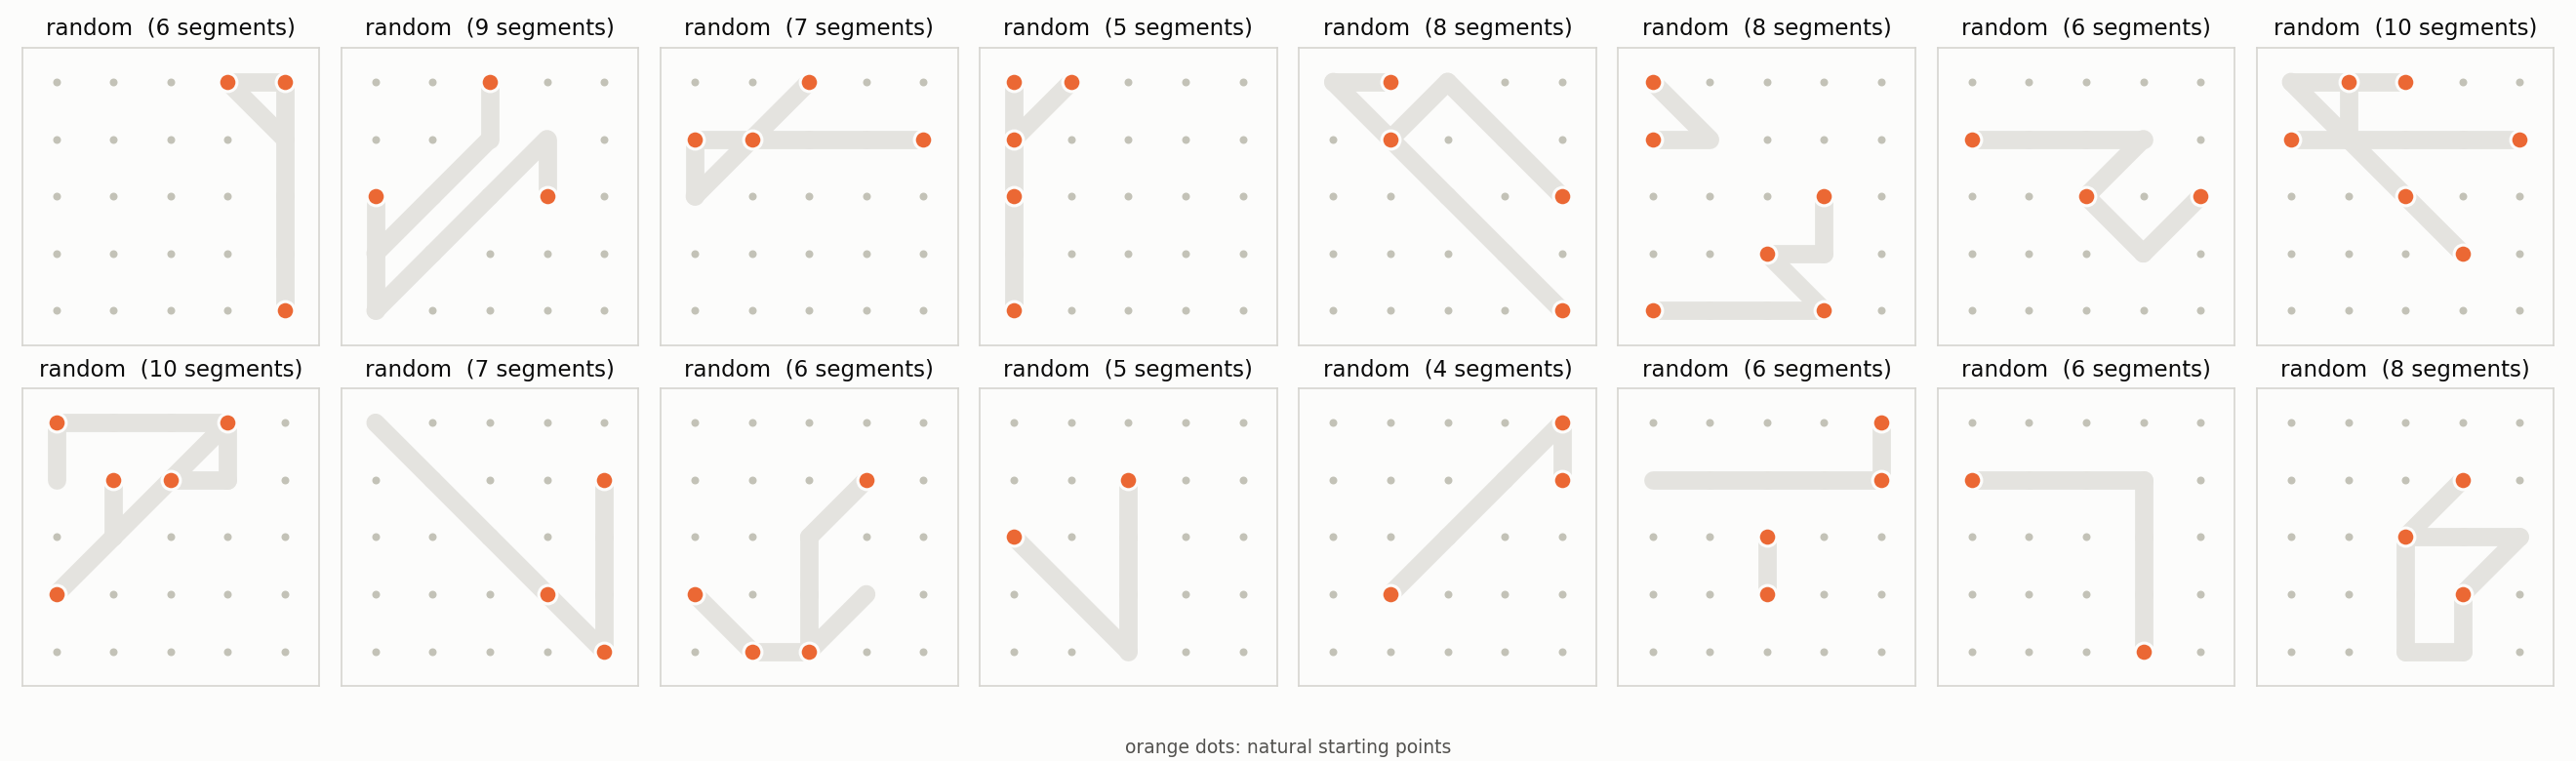 random  (6 segments)
random  (9 segments)
random  (7 segments)
random  (5 segments)
random  (8 segments)
random  (8 segments)
random  (6 segments)
random  (10 segments)
random  (10 segments)
random  (7 segments)
random  (6 segments)
random  (5 segments)
random  (4 segments)
random  (6 segments)
random  (6 segments)
random  (8 segments)
orange dots: natural starting points